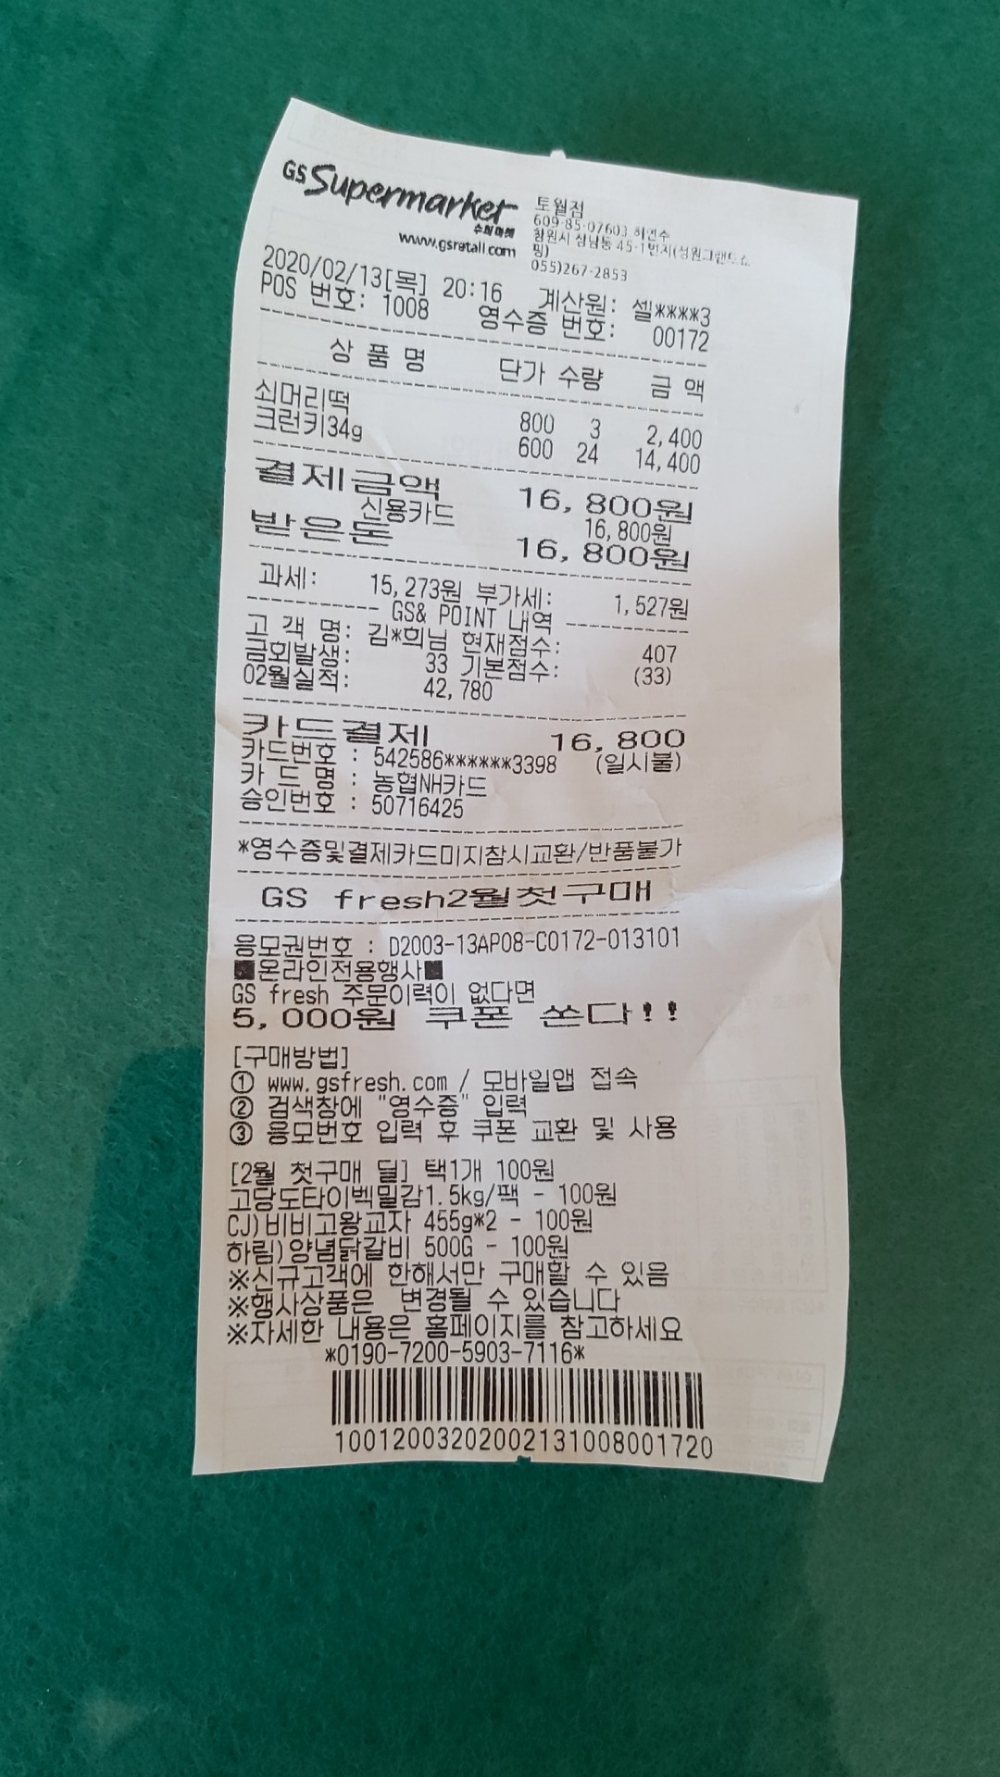 GS Supermarket
수퍼마켓
www.gsretail.com
토월점
609-85-07603 허연수
창원시 상남동 45-1번지(성원그랜드쇼
핑)
055)267-2853
2020/02/13[목] 20:16 계산원: 셀****3
POS 번호: 1008 영수증 번호: 00172
상 품 명 단가 수량 금 액
쇠머리떡 800 3 2,400
크런키34g 600 24 14,400
결제금액 16,800원
신용카드 16,800원
받은돈 16,800원
과세: 15,273원 부가세: 1,527원
GS& POINT 내역
고 객 명: 김*희님 현재점수: 407
금회발생: 33 기본점수: (33)
02월실적: 42,780
카드결제 16,800
카드번호 : 542586******3398 (일시불)
카 드 명 : 농협NH카드
승인번호 : 50716425
*영수증및결제카드미지참시교환/반품불가
GS fresh2월첫구매
응모권번호 : D2003-13AP08-C0172-013101
■온라인전용행사■
GS fresh 주문이력이 없다면
5,000원 쿠폰 쏜다!!
[구매방법]
① www.gsfresh.com / 모바일앱 접속
② 검색창에 "영수증" 입력
③ 응모번호 입력 후 쿠폰 교환 및 사용
[2월 첫구매 딜] 택1개 100원
고당도타이벡밀감1.5kg/팩 - 100원
CJ)비비고왕교자 455g*2 - 100원
하림)양념닭갈비 500G - 100원
※신규고객에 한해서만 구매할 수 있음
※행사상품은 변경될 수 있습니다
※자세한 내용은 홈페이지를 참고하세요
*0190-7200-5903-7116*
10012003202002131008001720